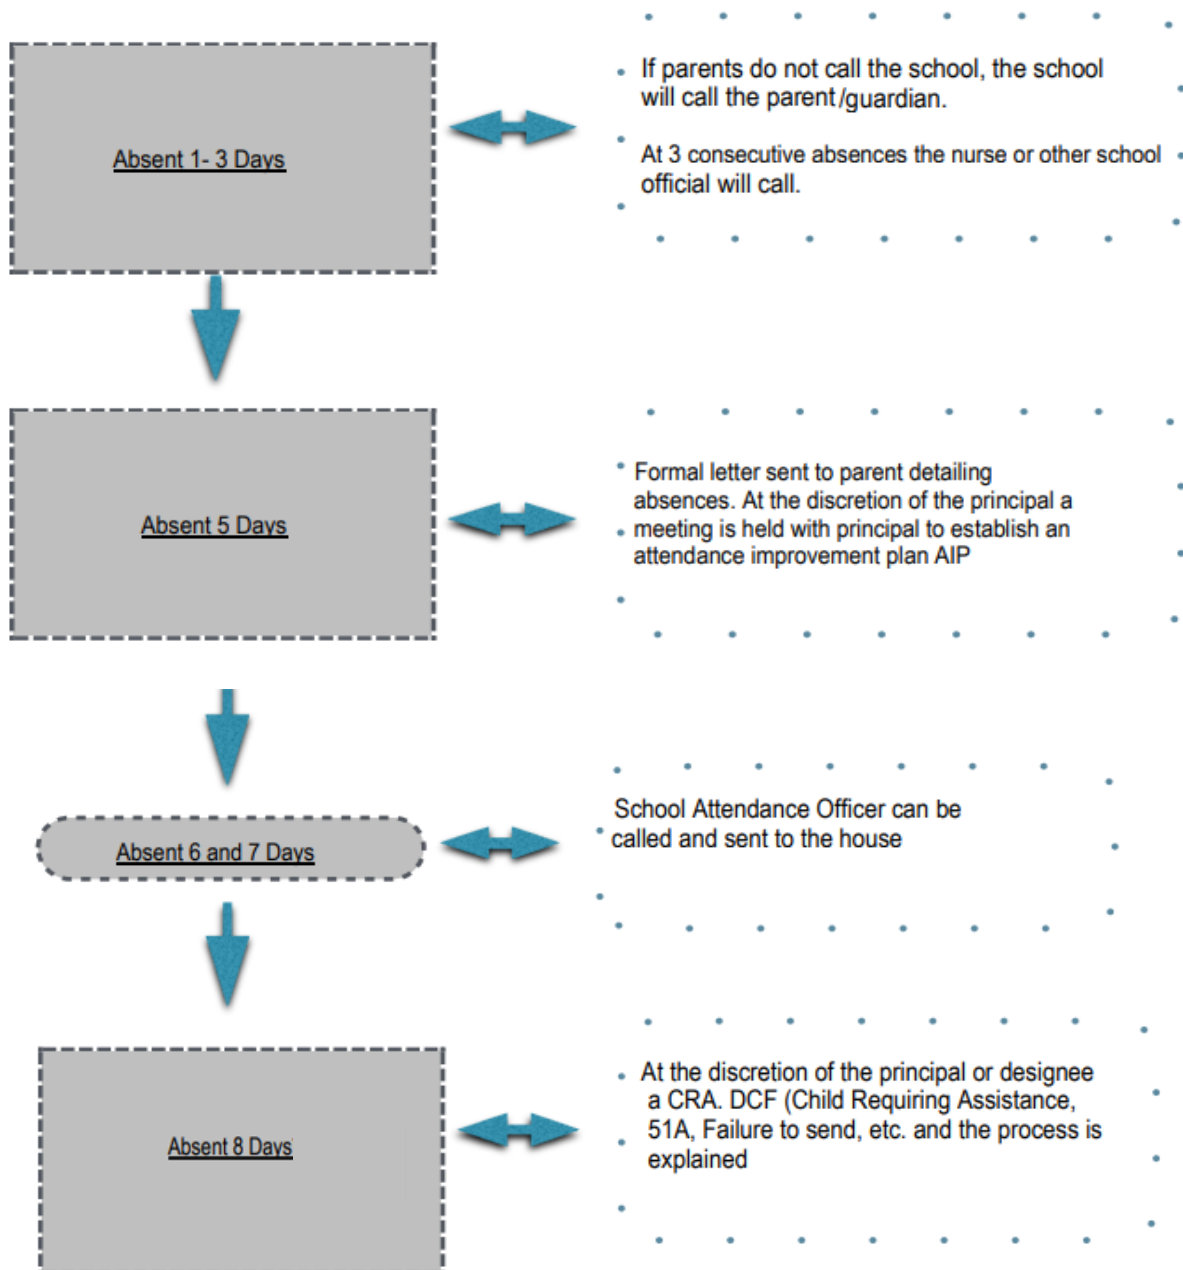 Absent 1- 3 Days
If parents do not call the school, the school
will call the parent/guardian.
At 3 consecutive absences the nurse or other school
official will call.
Absent 5 Days
Formal letter sent to parent detailing
absences. At the discretion of the principal a
meeting is held with principal to establish an
attendance improvement plan AIP
Absent 6 and 7 Days
School Attendance Officer can be
called and sent to the house
Absent 8 Days
At the discretion of the principal or designee
a CRA. DCF (Child Requiring Assistance,
51A, Failure to send, etc. and the process is
explained